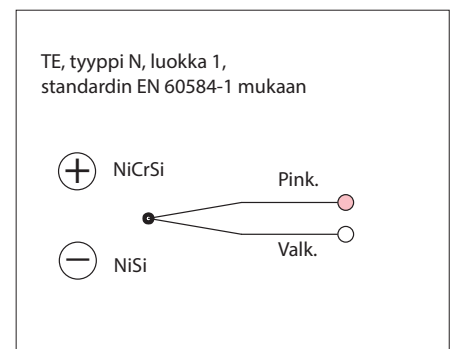 TE, tyyppi N, luokka 1,
standardin EN 60584-1 mukaan
+ NiCrSi
Pink.
Valk.
− NiSi